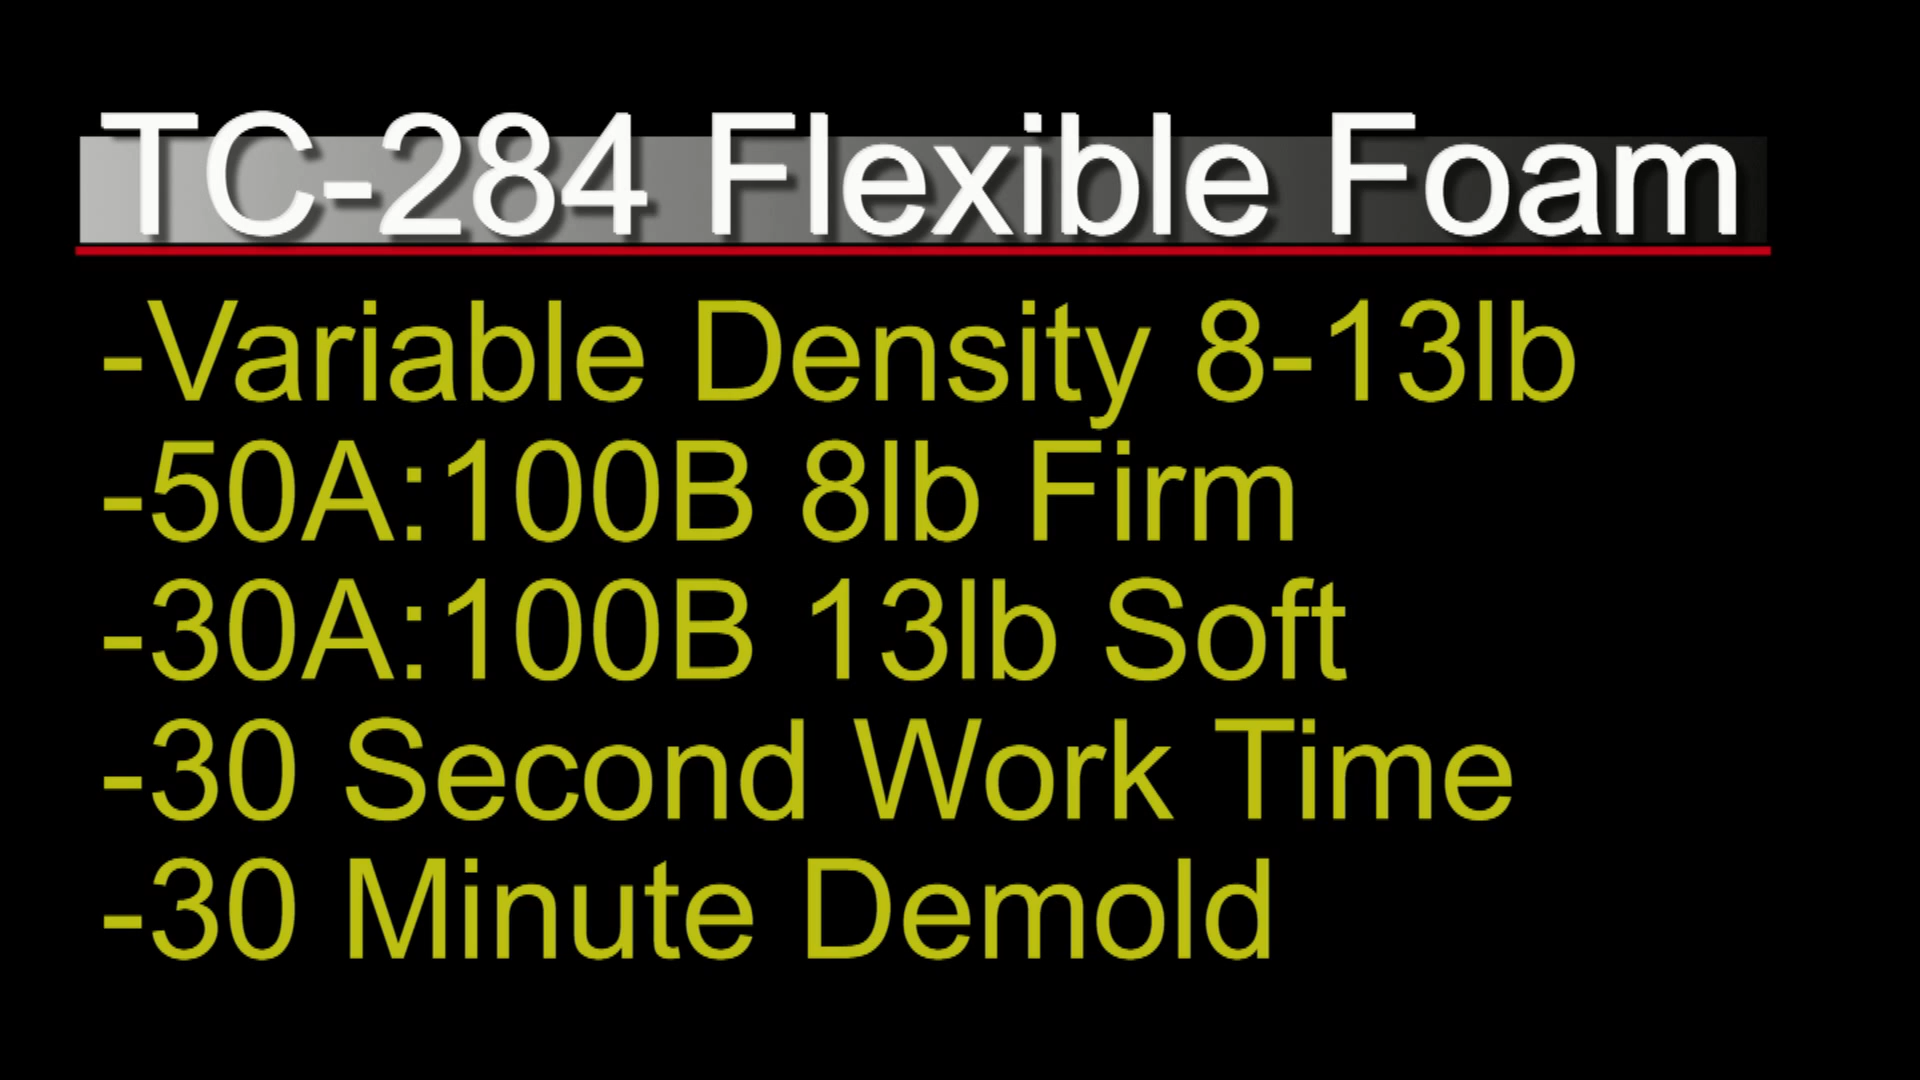 TC-284 Flexible Foam
-Variable Density 8-13lb
-50A:100B 8lb Firm
-30A:100B 13lb Soft
-30 Second Work Time
-30 Minute Demold